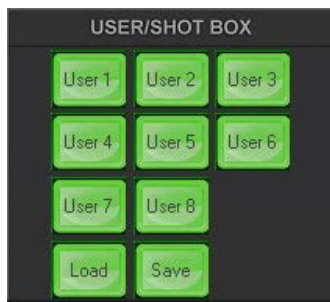 USER/SHOT BOX
User 1 User 2 User 3
User 4 User 5 User 6
User 7 User 8
Load Save